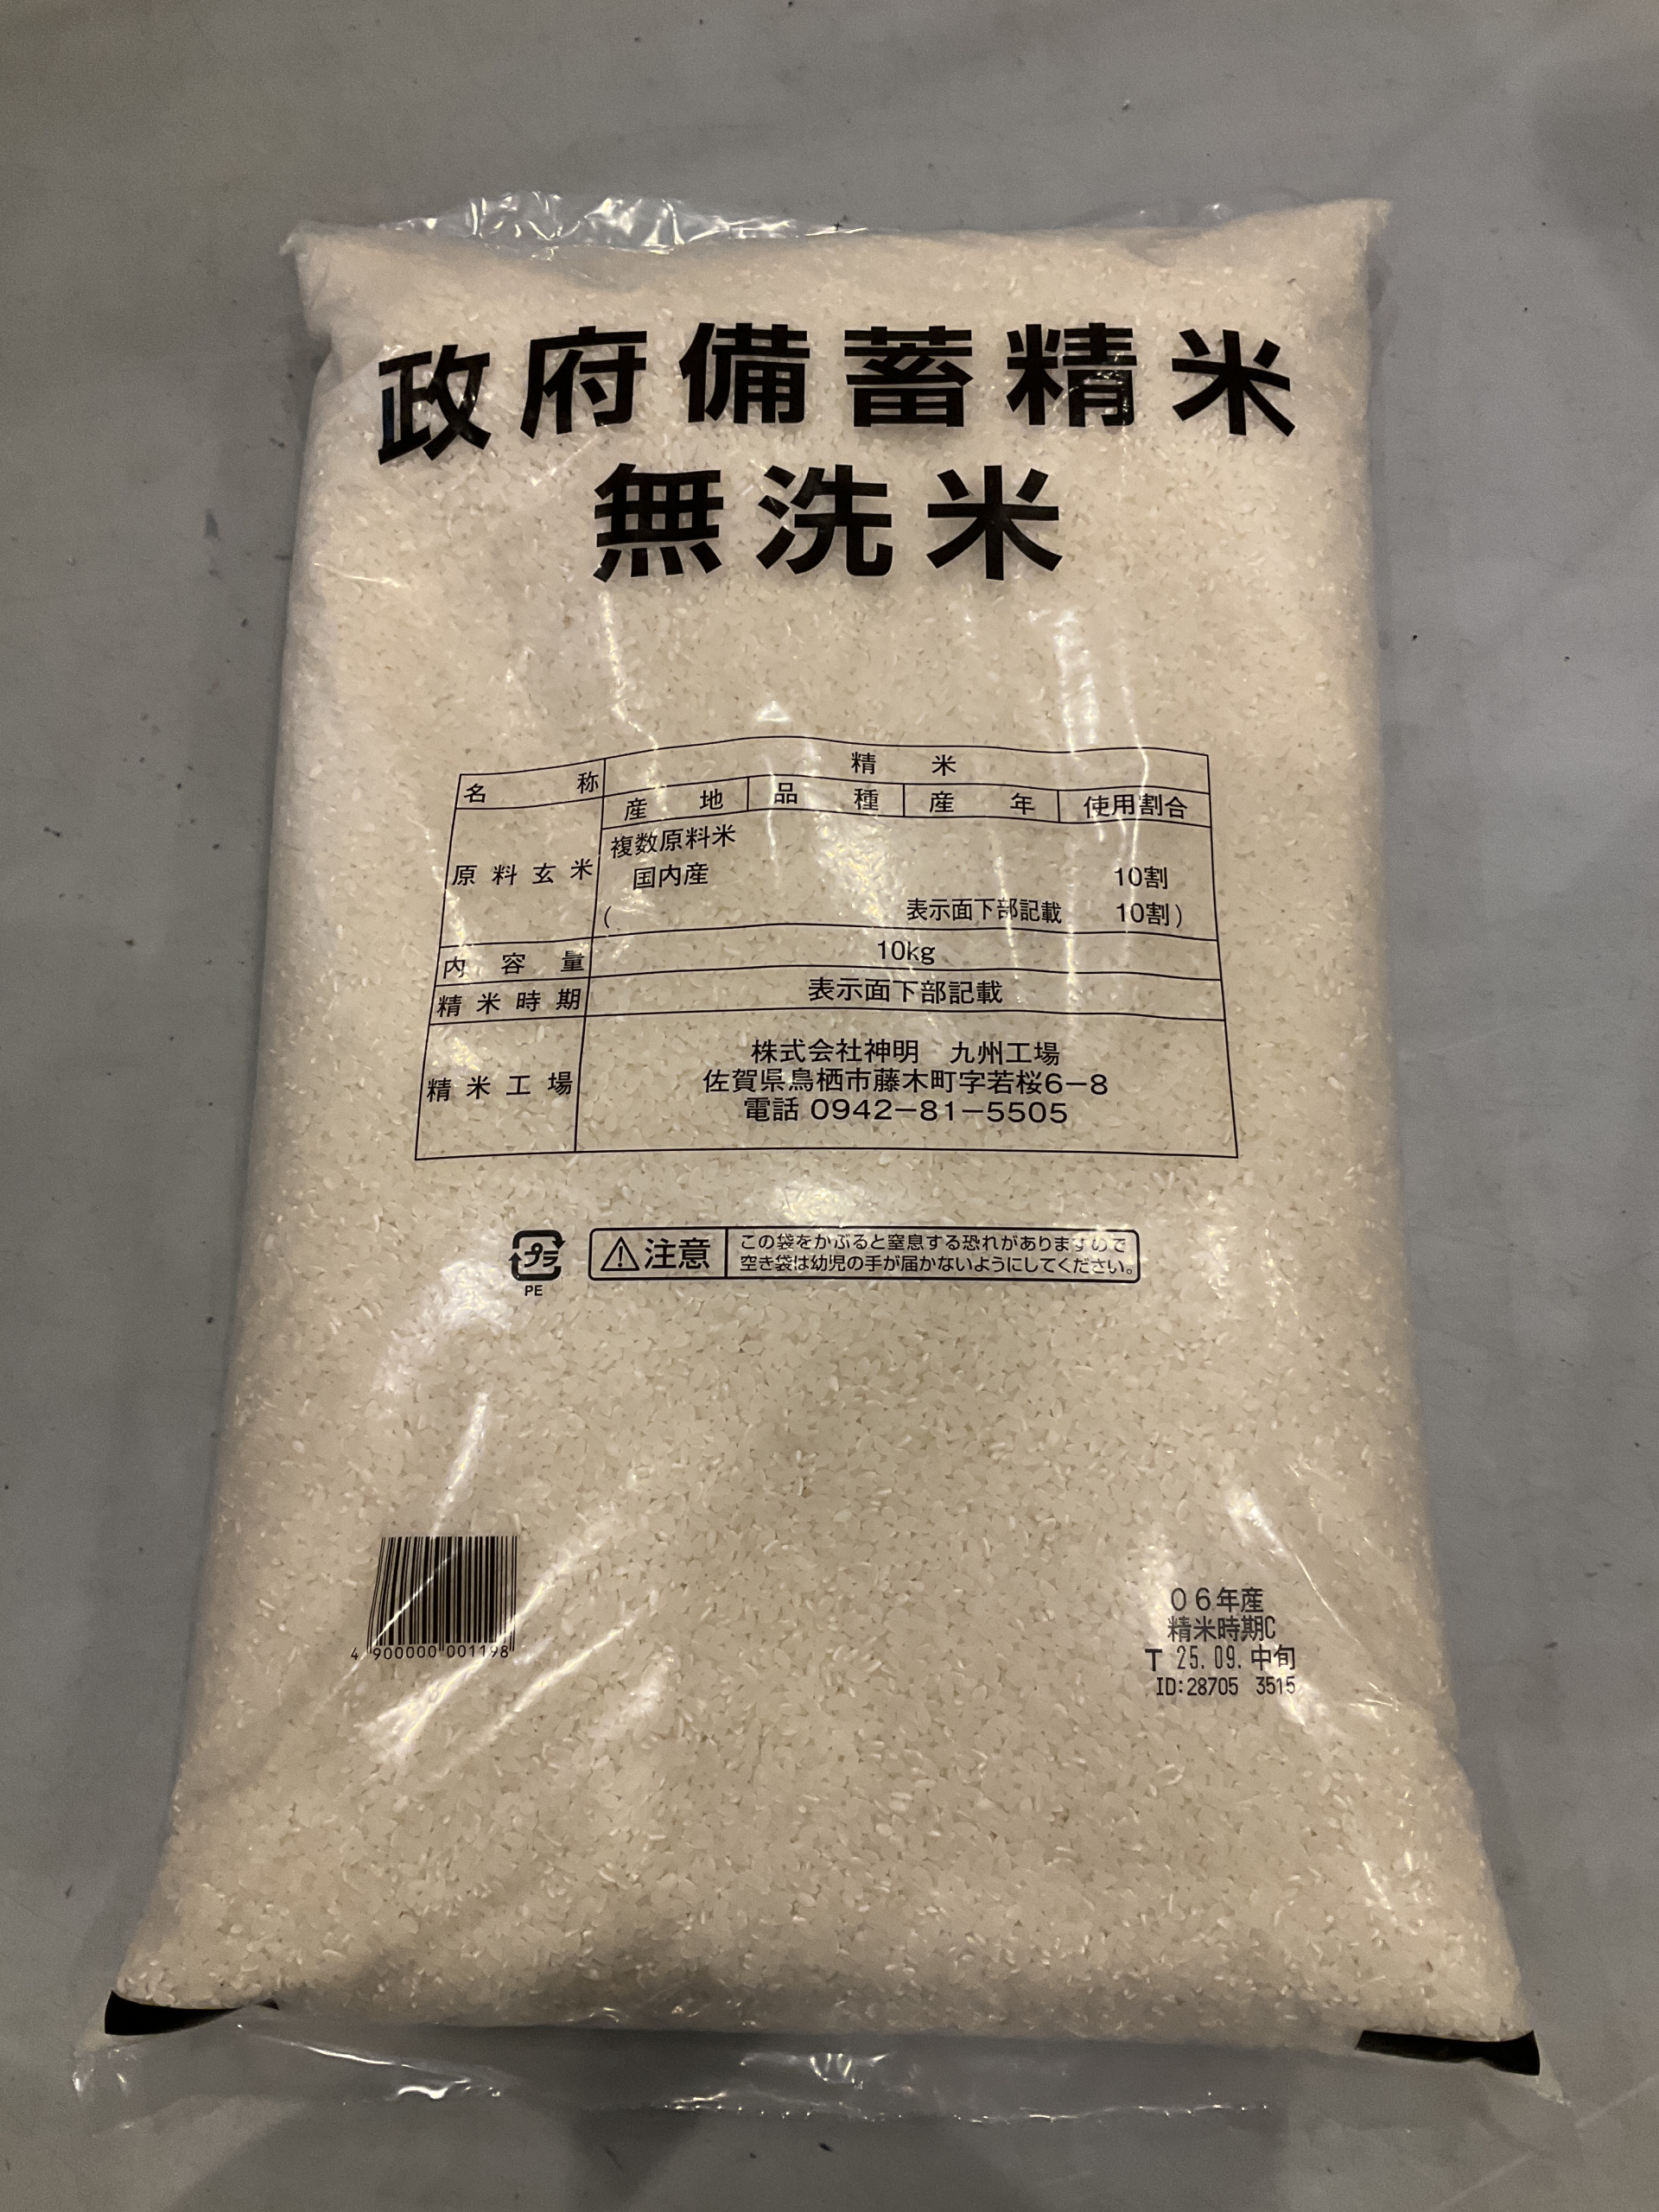 政府備蓄精米
無洗米
名称 精米
原料玄米 産地 品種 産年 使用割合
複数原料米
国内産 10割
( 表示面下部記載 10割)
内容量 10kg
精米時期 表示面下部記載
精米工場 株式会社神明 九州工場
佐賀県鳥栖市藤木町字若桜6−8
電話 0942−81−5505
プラ
PE
注意 この袋をかぶると窒息する恐れがありますので
空き袋は幼児の手が届かないようにしてください。
4 900000 001198
06年産
精米時期C
T 25.09.中旬
ID:28705 3515